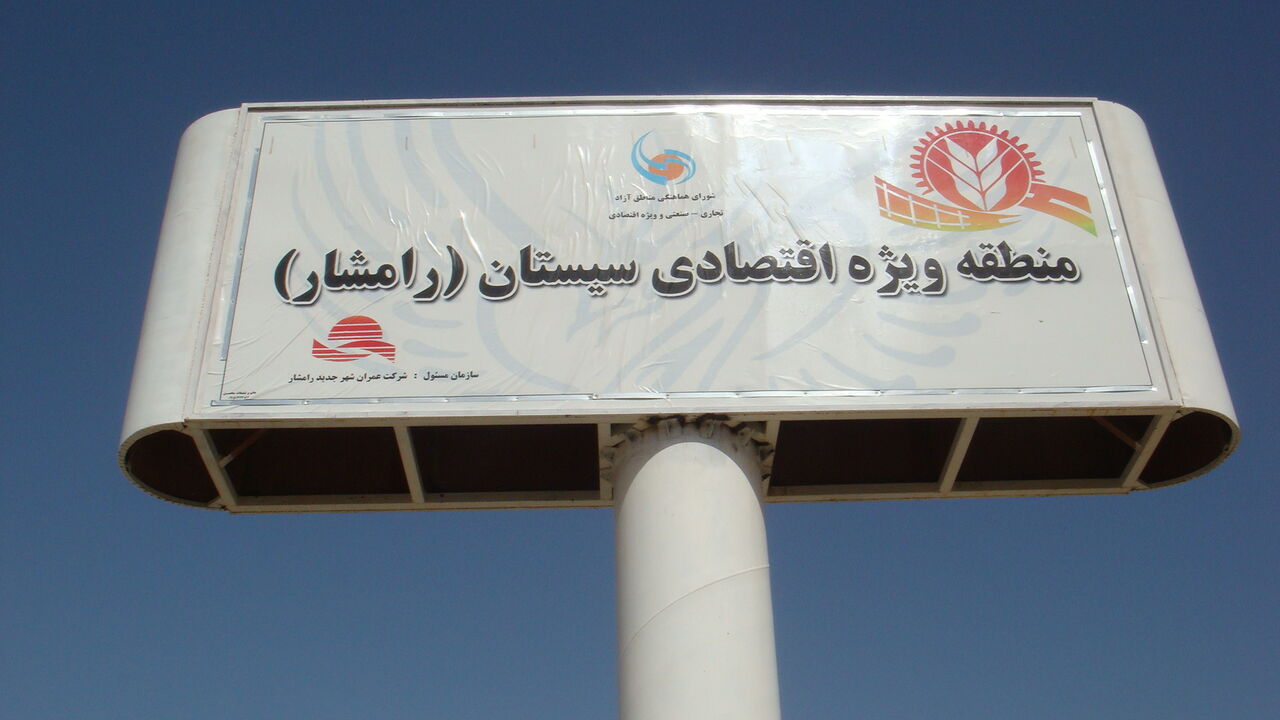 شورای هماهنگی منطق آزاد
تجاری - صنعتی و ویژه اقتصادی
منطقه ویژه اقتصادی سیستان (رامشار)
سازمان مسئول : شرکت عمران شهر جدید رامشار